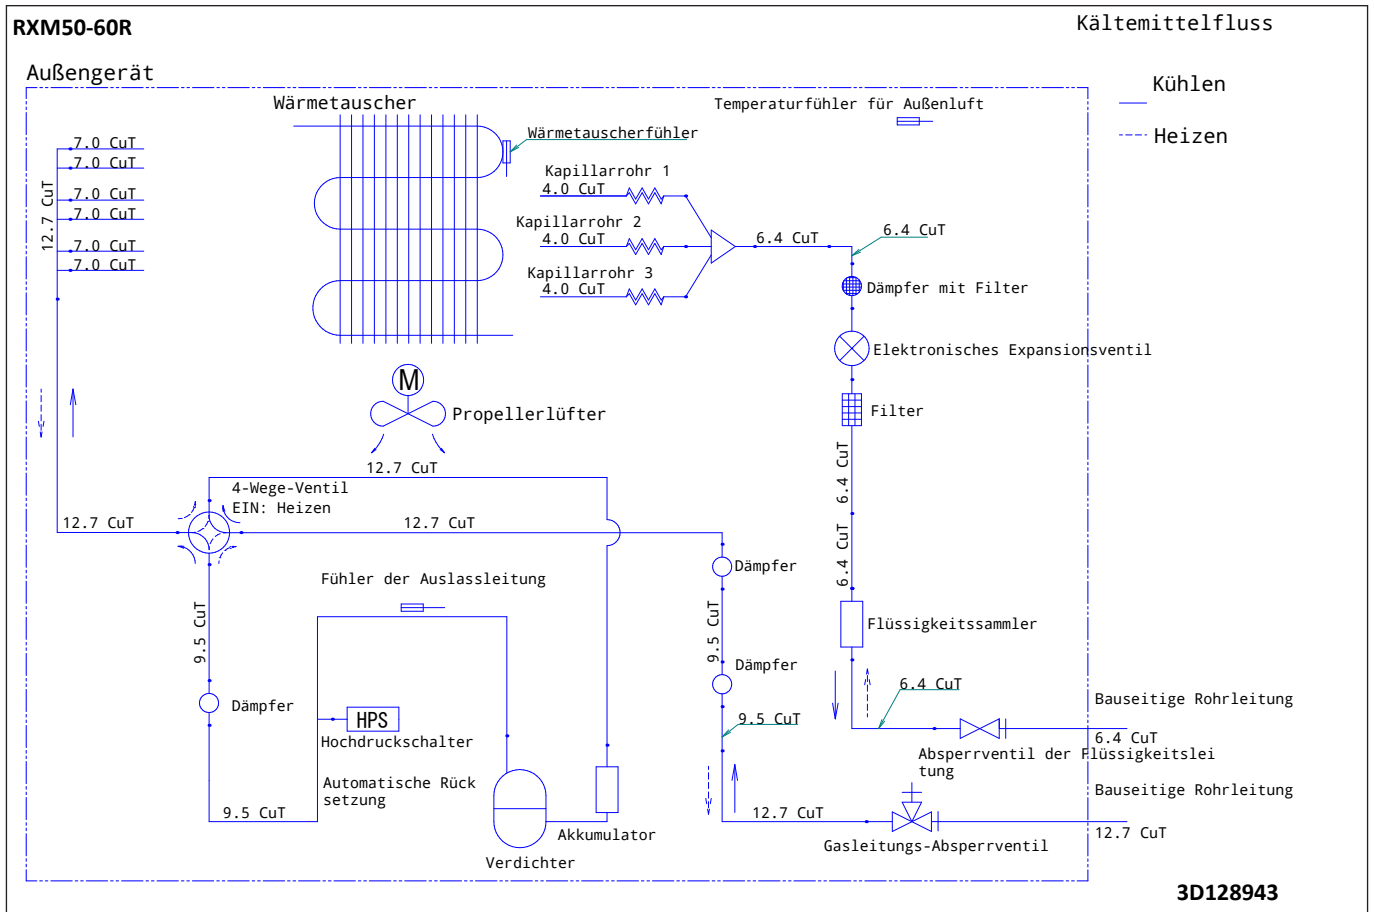 RXM50-60R
Kältemittelfluss
Außengerät
Kühlen
Heizen
Wärmetauscher
Temperaturfühler für Außenluft
Wärmetauscherfühler
7.0 CuT
7.0 CuT
7.0 CuT
7.0 CuT
7.0 CuT
7.0 CuT
12.7 CuT
Kapillarrohr 1
4.0 CuT
Kapillarrohr 2
4.0 CuT
Kapillarrohr 3
4.0 CuT
6.4 CuT
6.4 CuT
Dämpfer mit Filter
Elektronisches Expansionsventil
Filter
M
Propellerlüfter
12.7 CuT
6.4 CuT
4-Wege-Ventil
EIN: Heizen
12.7 CuT
12.7 CuT
6.4 CuT
Dämpfer
Fühler der Auslassleitung
9.5 CuT
9.5 CuT
Flüssigkeitssammler
Dämpfer
6.4 CuT
Dämpfer
HPS
Hochdruckschalter
9.5 CuT
Bauseitige Rohrleitung
6.4 CuT
Absperrventil der Flüssigkeitslei
tung
Automatische Rück
setzung
Bauseitige Rohrleitung
9.5 CuT
12.7 CuT
12.7 CuT
Akkumulator
Gasleitungs-Absperrventil
Verdichter
3D128943